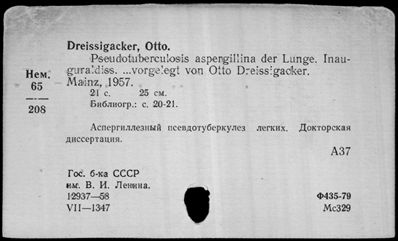 Dreissigacker, Otto.
Pseudotuberculosis aspergillina der Lunge. Inau-
guraldiss. ...vorgelegt von Otto Dreissigacker.
Нем. Mainz, 1957.
65
21 с. 25 см.
208
Библиогр.: с. 20-21.
Аспергиллезный псевдотуберкулез легких. Докторская
диссертация.
А37
Гос. б-ка СССР
им. В. И. Ленина.
12937—58 Ф435-79
VII—1347 Мс329